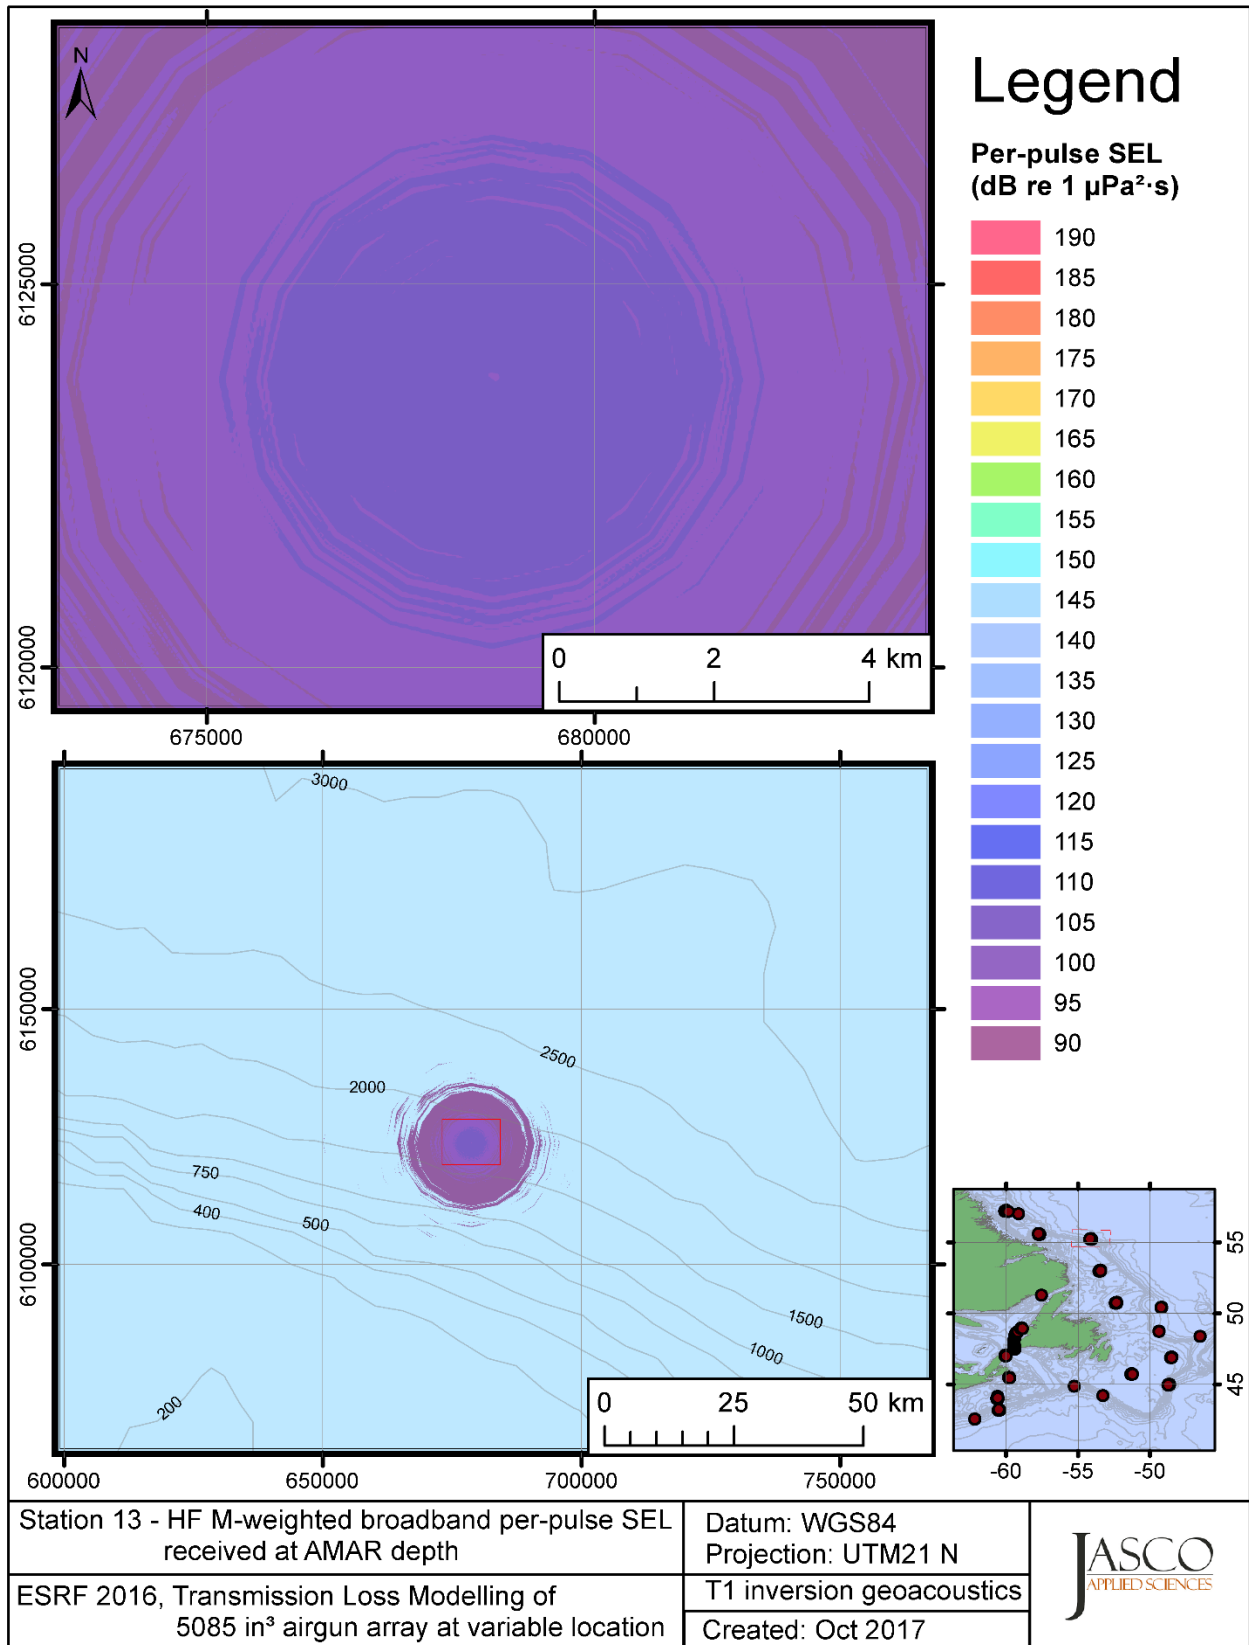 N
6125000
6120000
0 2 4 km
675000 680000
3000
2500
2000
750
400
500
1500
1000
200
6150000
6100000
0 25 50 km
600000 650000 700000 750000
Legend
Per-pulse SEL
(dB re 1 µPa²·s)
190
185
180
175
170
165
160
155
150
145
140
135
130
125
120
115
110
105
100
95
90
55
50
45
-60 -55 -50
Station 13 - HF M-weighted broadband per-pulse SEL
received at AMAR depth
ESRF 2016, Transmission Loss Modelling of
5085 in³ airgun array at variable location
Datum: WGS84
Projection: UTM21 N
T1 inversion geoacoustics
Created: Oct 2017
JASCO
APPLIED SCIENCES